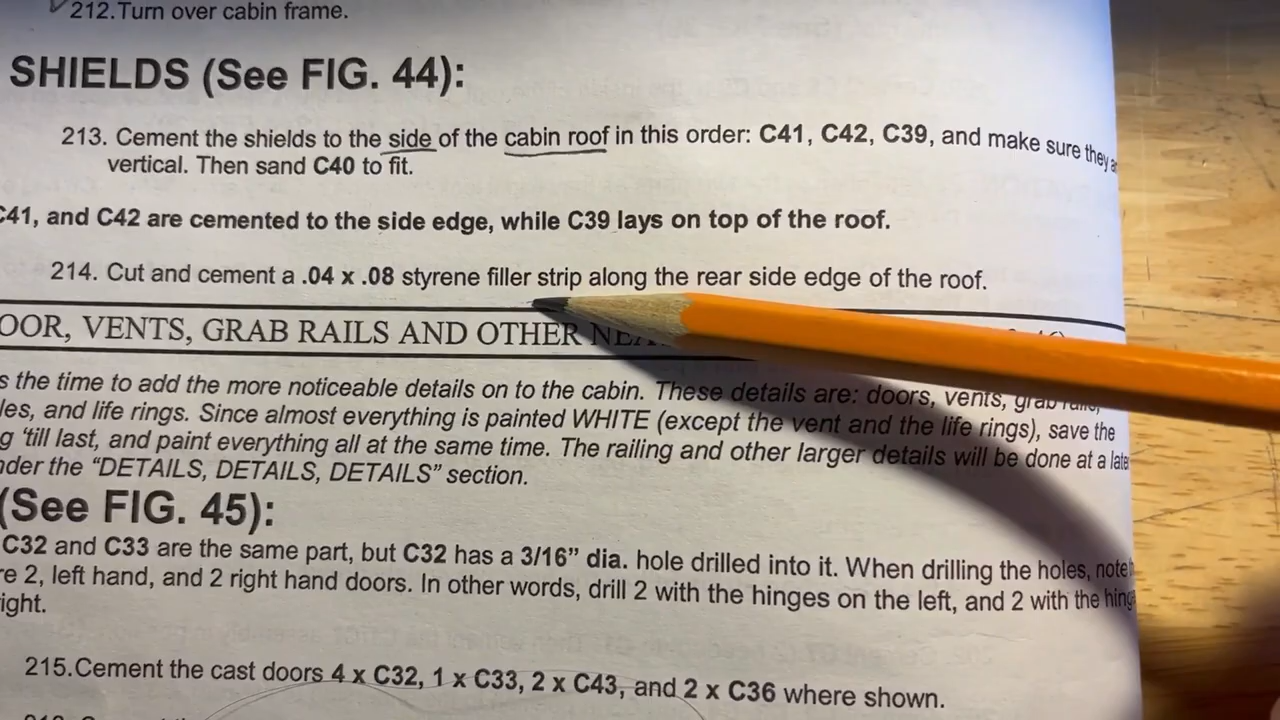 212.Turn over cabin frame.
SHIELDS (See FIG. 44):
213. Cement the shields to the side of the cabin roof in this order: C41, C42, C39, and make sure they
vertical. Then sand C40 to fit.
C41, and C42 are cemented to the side edge, while C39 lays on top of the roof.
214. Cut and cement a .04 x .08 styrene filler strip along the rear side edge of the roof.
VENTS, GRAB RAILS AND OTHER
the time to add the more noticeable details on to the cabin. These details are: doors, vents, grab rails,
and life rings. Since almost everything is painted WHITE (except the vent and the life rings), save the
'till last, and paint everything all at the same time. The railing and other larger details will be done at a
the "DETAILS, DETAILS, DETAILS" section.
(See FIG. 45):
C32 and C33 are the same part, but C32 has a 3/16" dia. hole drilled into it. When drilling the holes, note
2, left hand, and 2 right hand doors. In other words, drill 2 with the hinges on the left, and 2 with the
215.Cement the cast doors 4 x C32, 1 x C33, 2 x C43, and 2 x C36 where shown.